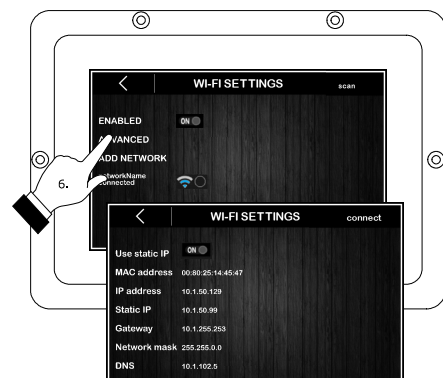 WI-FI SETTINGS scan
ENABLED ON
VANCED
ADD NETWORK
networkName
connected
6.
WI-FI SETTINGS connect
Use static IP ON
MAC address 00:80:25:14:45:47
IP address 10.1.50.129
Static IP 10.1.50.99
Gateway 10.1.255.253
Network mask 255.255.0.0
DNS 10.1.102.5